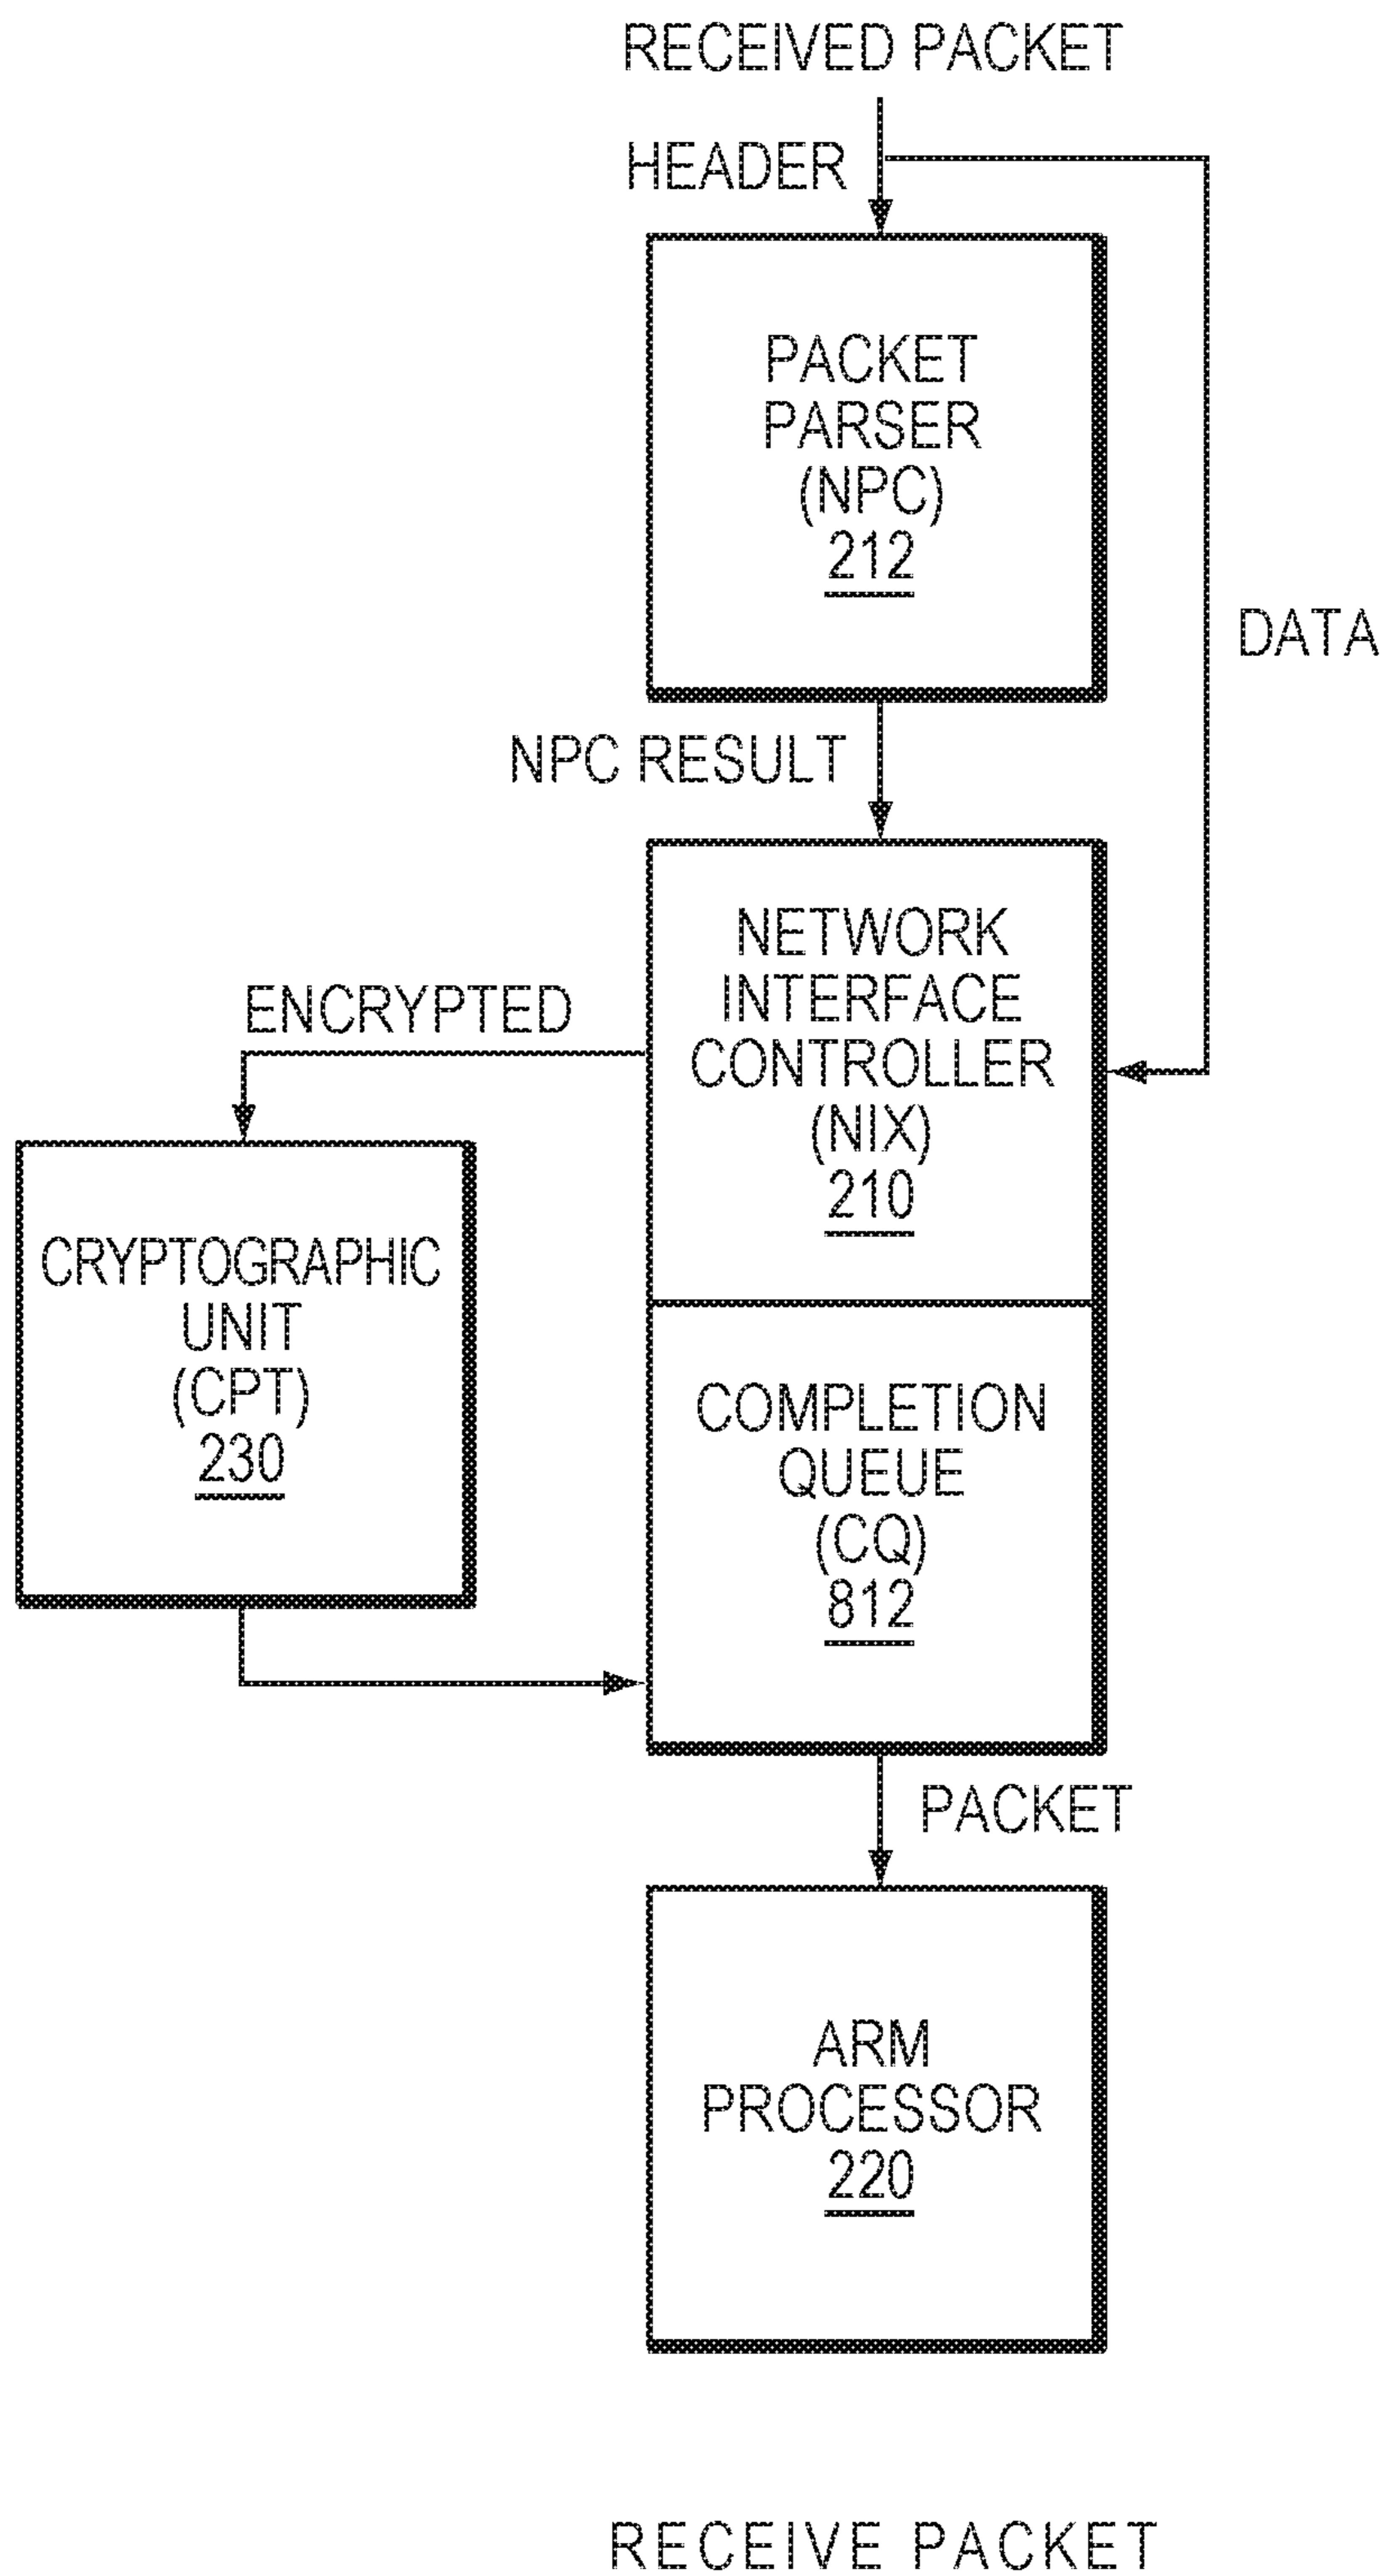 RECEIVED PACKET
HEADER
PACKET
PARSER
(NPC)
212
DATA
NPC RESULT
NETWORK
INTERFACE
CONTROLLER
(NIX)
210
ENCRYPTED
CRYPTOGRAPHIC
UNIT
(CPT)
230
COMPLETION
QUEUE
(CQ)
812
PACKET
ARM
PROCESSOR
220
RECEIVE PACKET